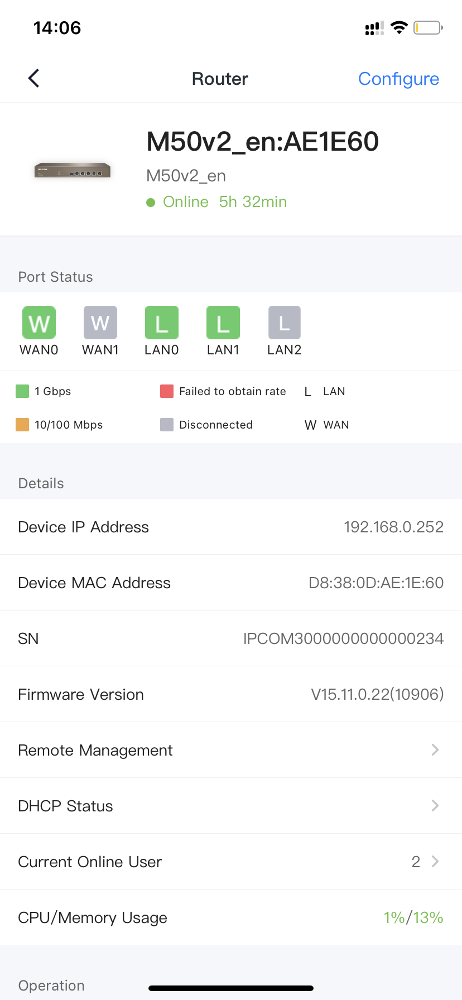 14:06
Router
Configure
M50v2_en:AE1E60
M50v2_en
Online 5h 32min
Port Status
W W L L L
WAN0 WAN1 LAN0 LAN1 LAN2
1 Gbps Failed to obtain rate L LAN
10/100 Mbps Disconnected W WAN
Details
Device IP Address 192.168.0.252
Device MAC Address D8:38:0D:AE:1E:60
SN IPCOM3000000000000234
Firmware Version V15.11.0.22(10906)
Remote Management
DHCP Status
Current Online User 2
CPU/Memory Usage 1%/13%
Operation